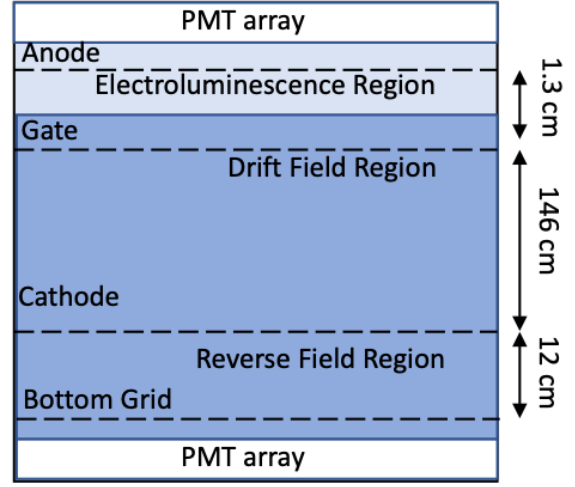 PMT array
Anode
Electroluminescence Region
1.3 cm
Gate
Drift Field Region
146 cm
Cathode
Reverse Field Region
12 cm
Bottom Grid
PMT array